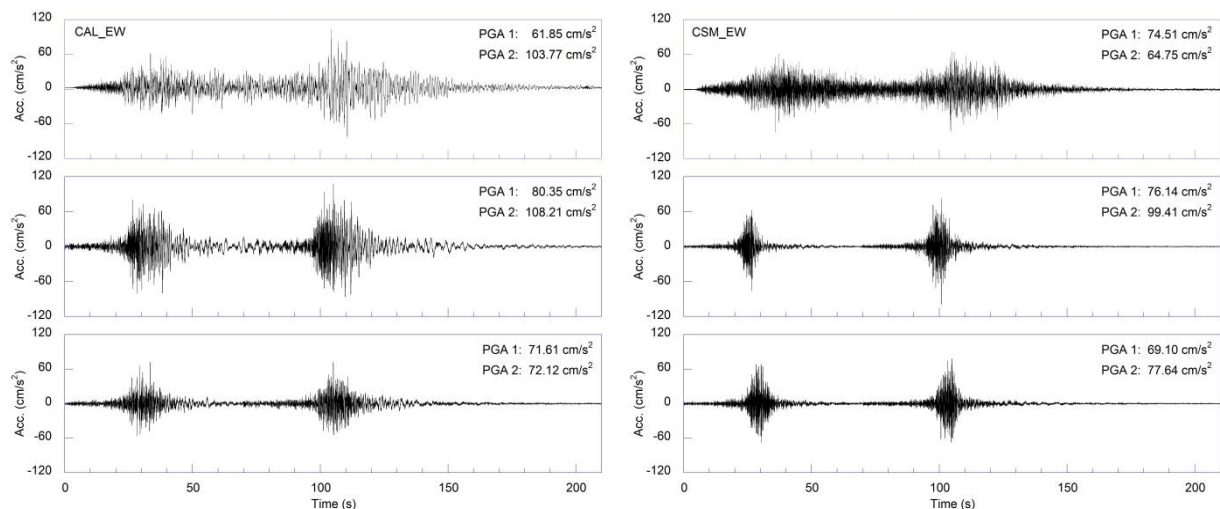 120
60
0
-60
-120
Acc. (cm/s²)
CAL_EW
PGA 1: 61.85 cm/s²
PGA 2: 103.77 cm/s²
120
60
0
-60
-120
Acc. (cm/s²)
CSM_EW
PGA 1: 74.51 cm/s²
PGA 2: 64.75 cm/s²
120
60
0
-60
-120
Acc. (cm/s²)
PGA 1: 80.35 cm/s²
PGA 2: 108.21 cm/s²
120
60
0
-60
-120
Acc. (cm/s²)
PGA 1: 76.14 cm/s²
PGA 2: 99.41 cm/s²
120
60
0
-60
-120
Acc. (cm/s²)
PGA 1: 71.61 cm/s²
PGA 2: 72.12 cm/s²
0 50 100 150 200
Time (s)
120
60
0
-60
-120
Acc. (cm/s²)
PGA 1: 69.10 cm/s²
PGA 2: 77.64 cm/s²
0 50 100 150 200
Time (s)